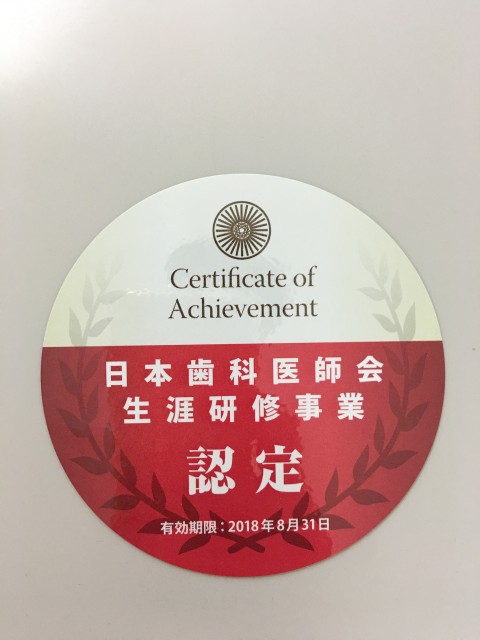 Certificate of
Achievement
日本歯科医師会
生涯研修事業
認定
有効期限：2018年8月31日